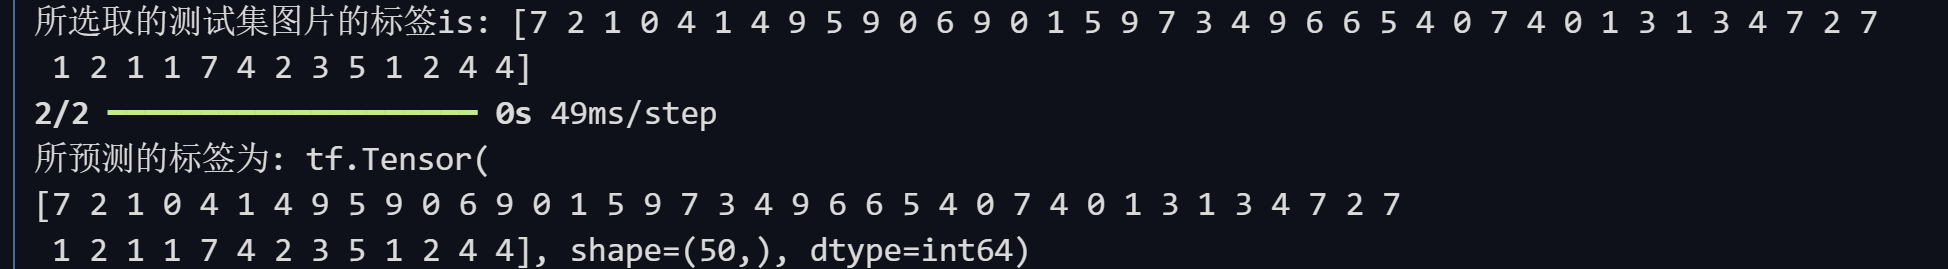 所选取的测试集图片的标签is: [7 2 1 0 4 1 4 9 5 9 0 6 9 0 1 5 9 7 3 4 9 6 6 5 4 0 7 4 0 1 3 1 3 4 7 2 7
1 2 1 1 7 4 2 3 5 1 2 4 4]
2/2 ━━━━━━━━━━━━━━━━━━━━ 0s 49ms/step
所预测的标签为: tf.Tensor(
[7 2 1 0 4 1 4 9 5 9 0 6 9 0 1 5 9 7 3 4 9 6 6 5 4 0 7 4 0 1 3 1 3 4 7 2 7
1 2 1 1 7 4 2 3 5 1 2 4 4], shape=(50,), dtype=int64)